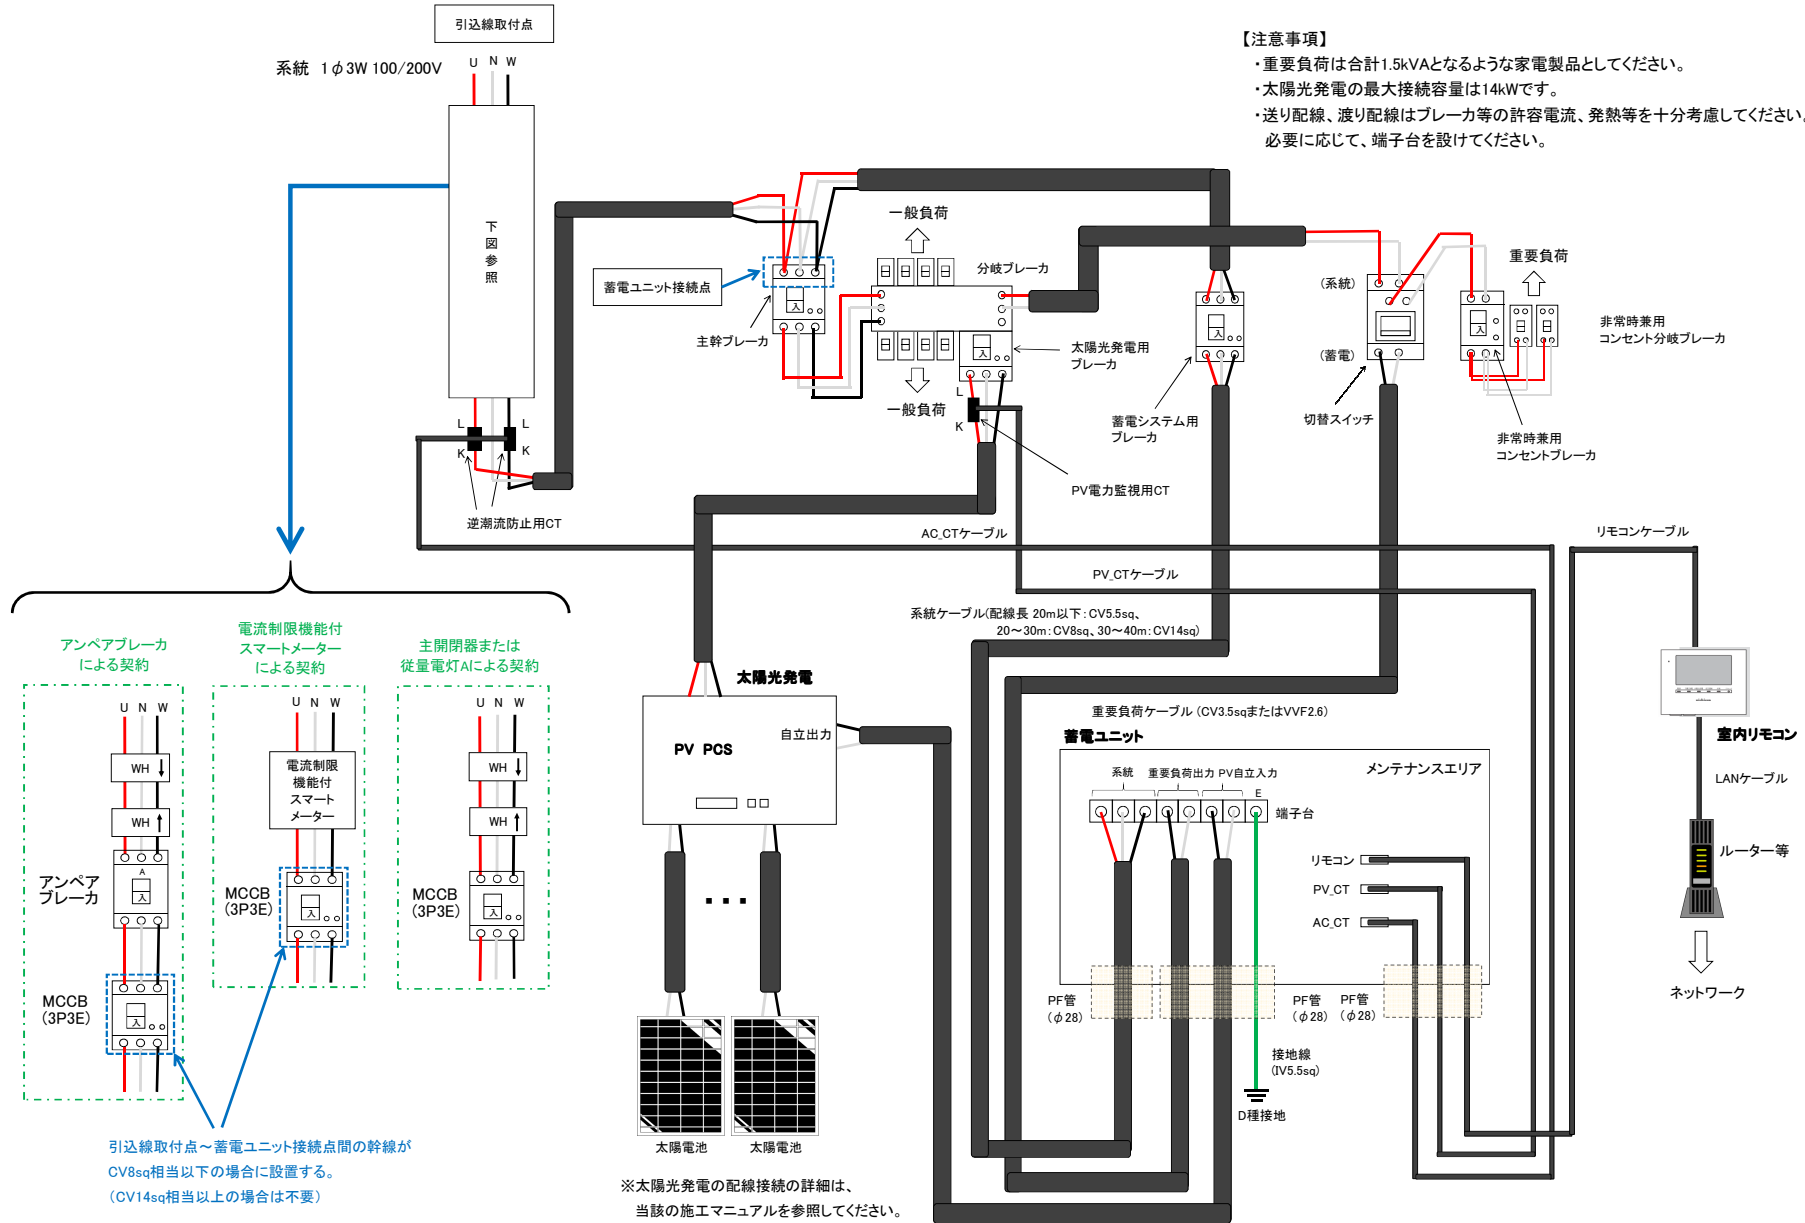 引込線取付点
系統 1φ3W 100/200V
U N W
【注意事項】
・重要負荷は合計1.5kVAとなるような家電製品としてください。
・太陽光発電の最大接続容量は14kWです。
・送り配線、渡り配線はブレーカ等の許容電流、発熱等を十分考慮してください。
必要に応じて、端子台を設けてください。
下図参照
蓄電ユニット接続点
主幹ブレーカ
入
一般負荷
分岐ブレーカ
一般負荷
入
太陽光発電用
ブレーカ
L
K
PV電力監視用CT
入
蓄電システム用
ブレーカ
(系統)
(蓄電)
切替スイッチ
入
重要負荷
非常時兼用
コンセント分岐ブレーカ
非常時兼用
コンセントブレーカ
L
K
L
K
逆潮流防止用CT
AC_CTケーブル
PV_CTケーブル
リモコンケーブル
系統ケーブル(配線長 20m以下:CV5.5sq、
20～30m:CV8sq、30～40m:CV14sq)
重要負荷ケーブル (CV3.5sqまたはVVF2.6)
アンペアブレーカ
による契約
U N W
WH
WH
A
入
アンペア
ブレーカ
MCCB
(3P3E)
入
電流制限機能付
スマートメーター
による契約
U N W
電流制限
機能付
スマート
メーター
MCCB
(3P3E)
入
主開閉器または
従量電灯Aによる契約
U N W
WH
WH
MCCB
(3P3E)
入
引込線取付点～蓄電ユニット接続点間の幹線が
CV8sq相当以下の場合に設置する。
(CV14sq相当以上の場合は不要)
太陽光発電
PV PCS
自立出力
太陽電池
太陽電池
※太陽光発電の配線接続の詳細は、
当該の施工マニュアルを参照してください。
蓄電ユニット
メンテナンスエリア
系統 重要負荷出力 PV自立入力
E
端子台
リモコン
PV_CT
AC_CT
PF管
(φ28)
PF管
(φ28)
PF管
(φ28)
接地線
(IV5.5sq)
D種接地
室内リモコン
LANケーブル
ルーター等
ネットワーク